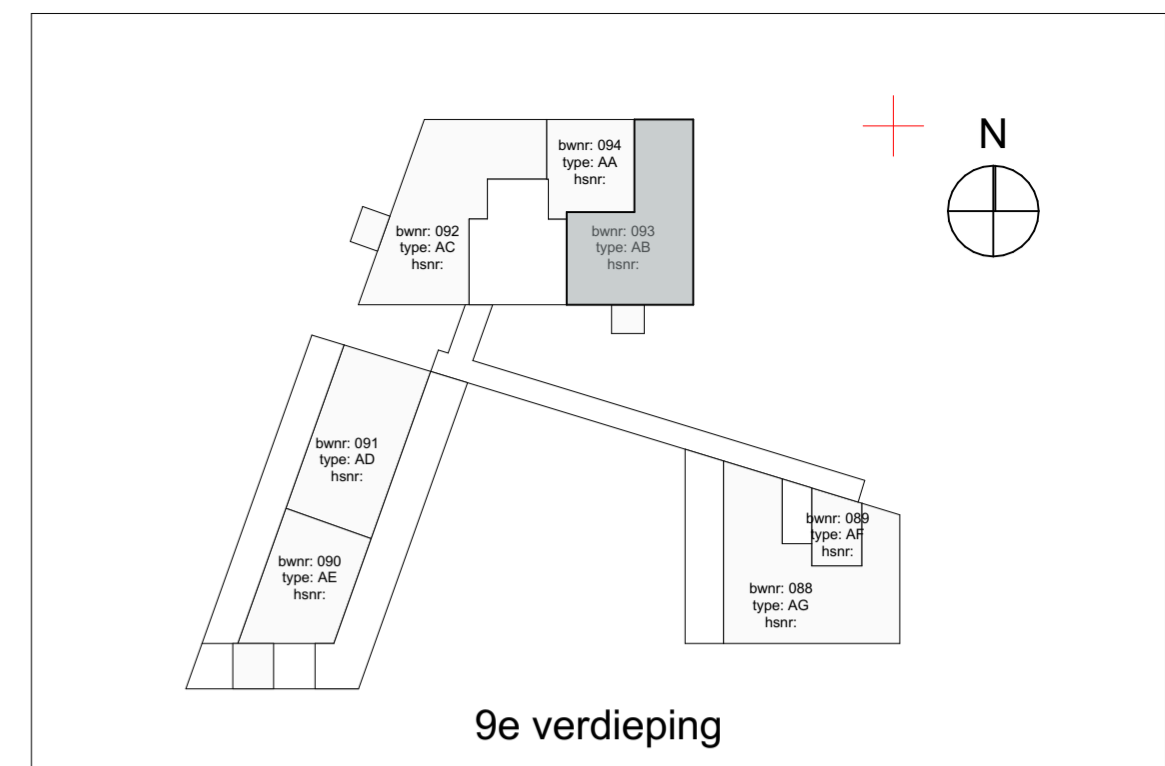 N
bwnr: 094
type: AA
hsnr:
bwnr: 092
type: AC
hsnr:
bwnr: 093
type: AB
hsnr:
bwnr: 091
type: AD
hsnr:
bwnr: 089
type: AF
hsnr:
bwnr: 090
type: AE
hsnr:
bwnr: 088
type: AG
hsnr:
9e verdieping